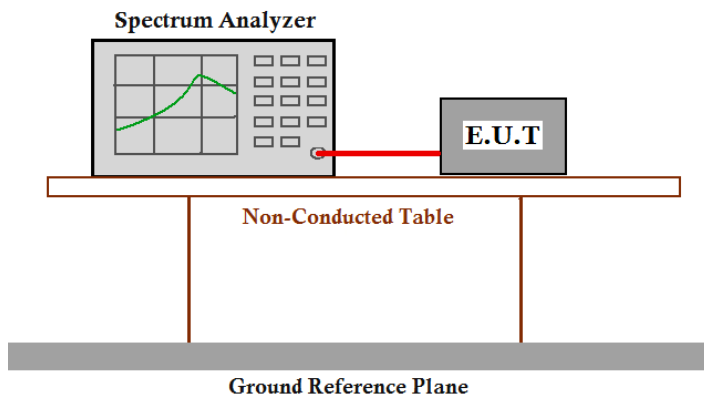 Spectrum Analyzer
E.U.T
Non-Conducted Table
Ground Reference Plane